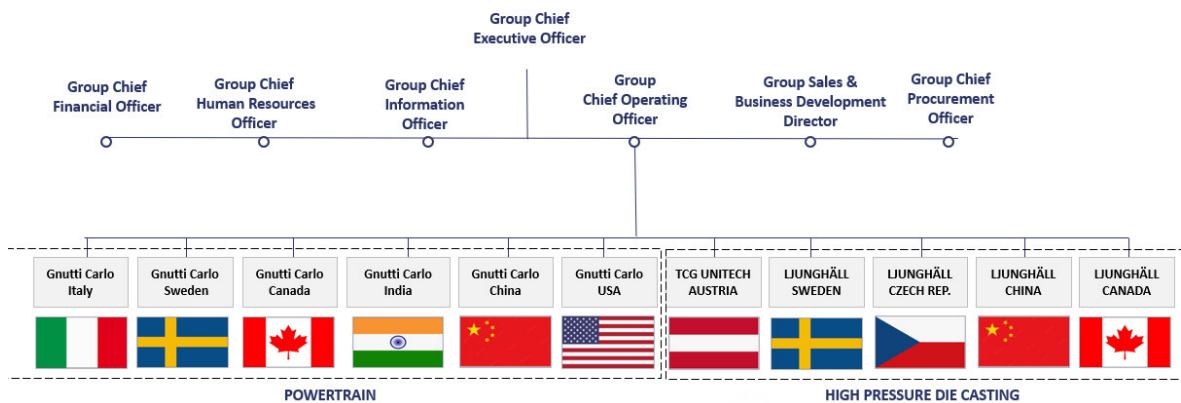 Group Chief
Executive Officer
Group Chief
Financial Officer
Group Chief
Human Resources
Officer
Group Chief
Information
Officer
Group
Chief Operating
Officer
Group Sales &
Business Development
Director
Group Chief
Procurement
Officer
Gnutti Carlo
Italy
Gnutti Carlo
Sweden
Gnutti Carlo
Canada
Gnutti Carlo
India
Gnutti Carlo
China
Gnutti Carlo
USA
TCG UNITECH
AUSTRIA
LJUNGHÄLL
SWEDEN
LJUNGHÄLL
CZECH REP.
LJUNGHÄLL
CHINA
LJUNGHÄLL
CANADA
POWERTRAIN
HIGH PRESSURE DIE CASTING